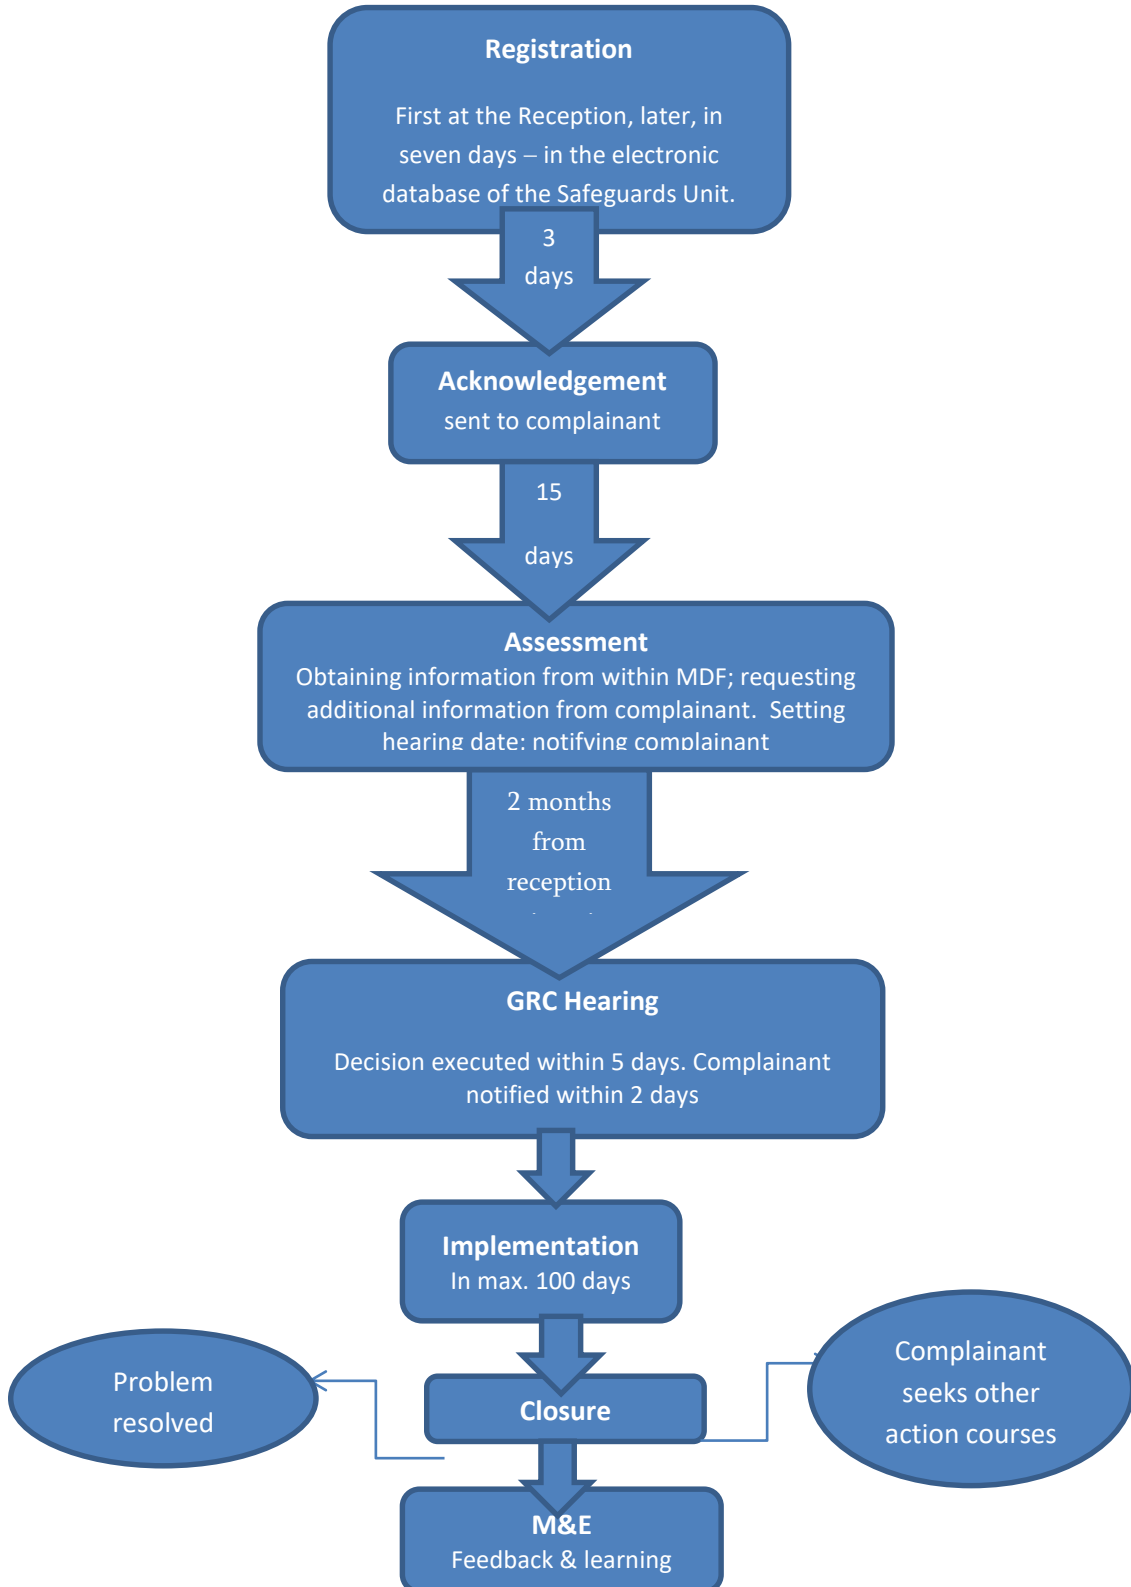 Registration
First at the Reception, later, in
seven days – in the electronic
database of the Safeguards Unit.
3
days
Acknowledgement
sent to complainant
15
days
Assessment
Obtaining information from within MDF; requesting
additional information from complainant.  Setting
hearing date; notifying complainant
2 months
from
reception
GRC Hearing
Decision executed within 5 days. Complainant
notified within 2 days
Implementation
In max. 100 days
Problem
resolved
Closure
Complainant
seeks other
action courses
M&E
Feedback & learning